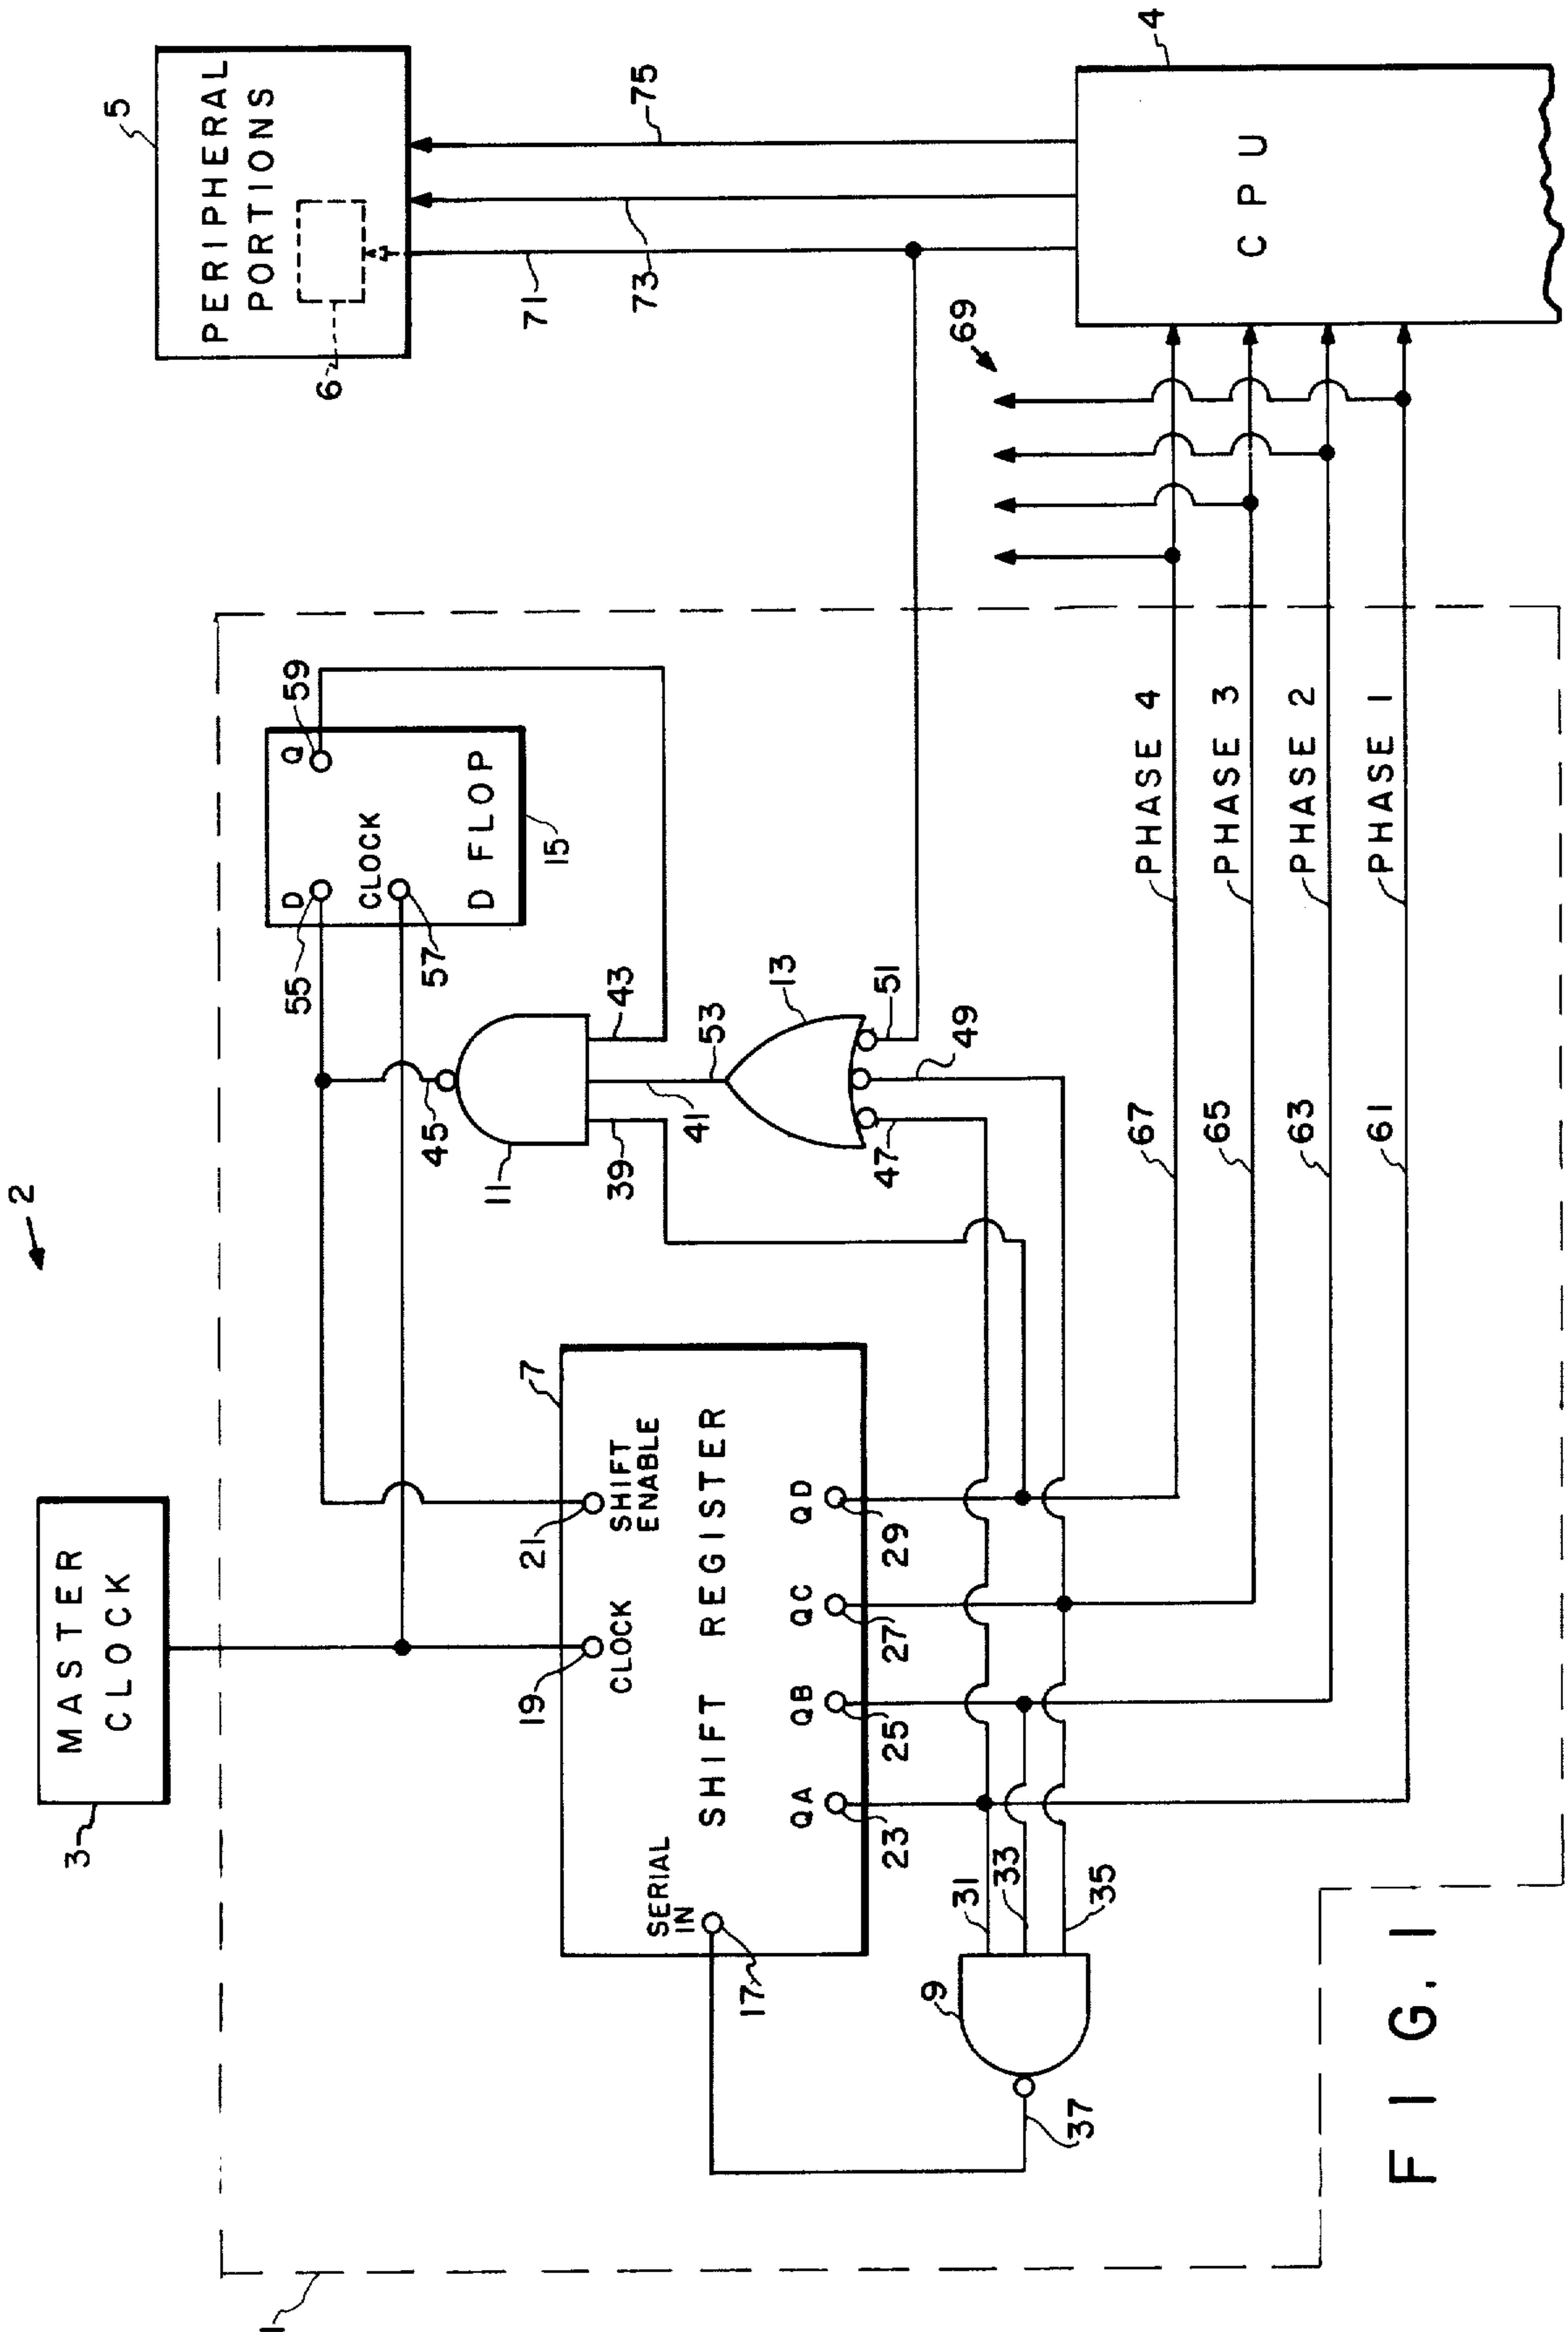 2
MASTER
CLOCK
3
1
5
PERIPHERAL
PORTIONS
6
D
Q
59
55
CLOCK
57
D FLOP
15
71
73
75
45
11
39
41
43
53
13
47
49
51
7
21
SHIFT
ENABLE
19
CLOCK
SERIAL
IN
17
SHIFT REGISTER
QA
QB
QC
QD
23
25
27
29
31
33
35
9
37
69
4
CPU
67
PHASE 4
65
PHASE 3
63
PHASE 2
61
PHASE 1
FIG. 1